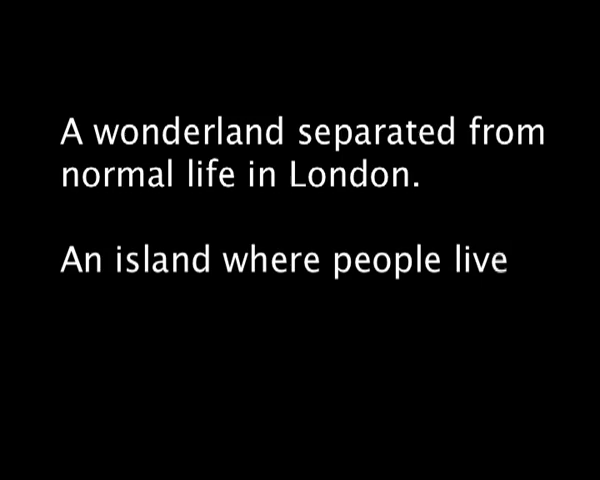 A wonderland separated from
normal life in London.
An island where people live